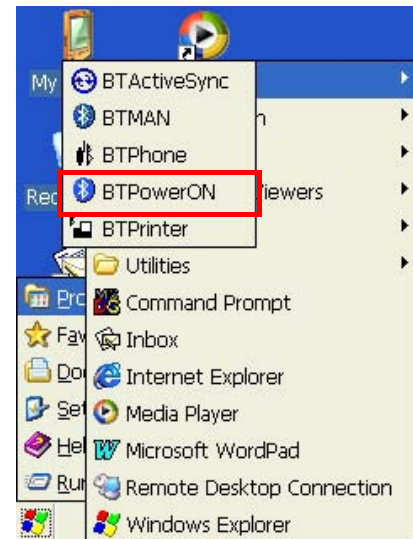 My
BTActiveSync
BTMAN
BTPhone
BTPowerON
iewers
BTPrinter
Utilities
Command Prompt
Inbox
Internet Explorer
Media Player
Microsoft WordPad
Remote Desktop Connection
Windows Explorer